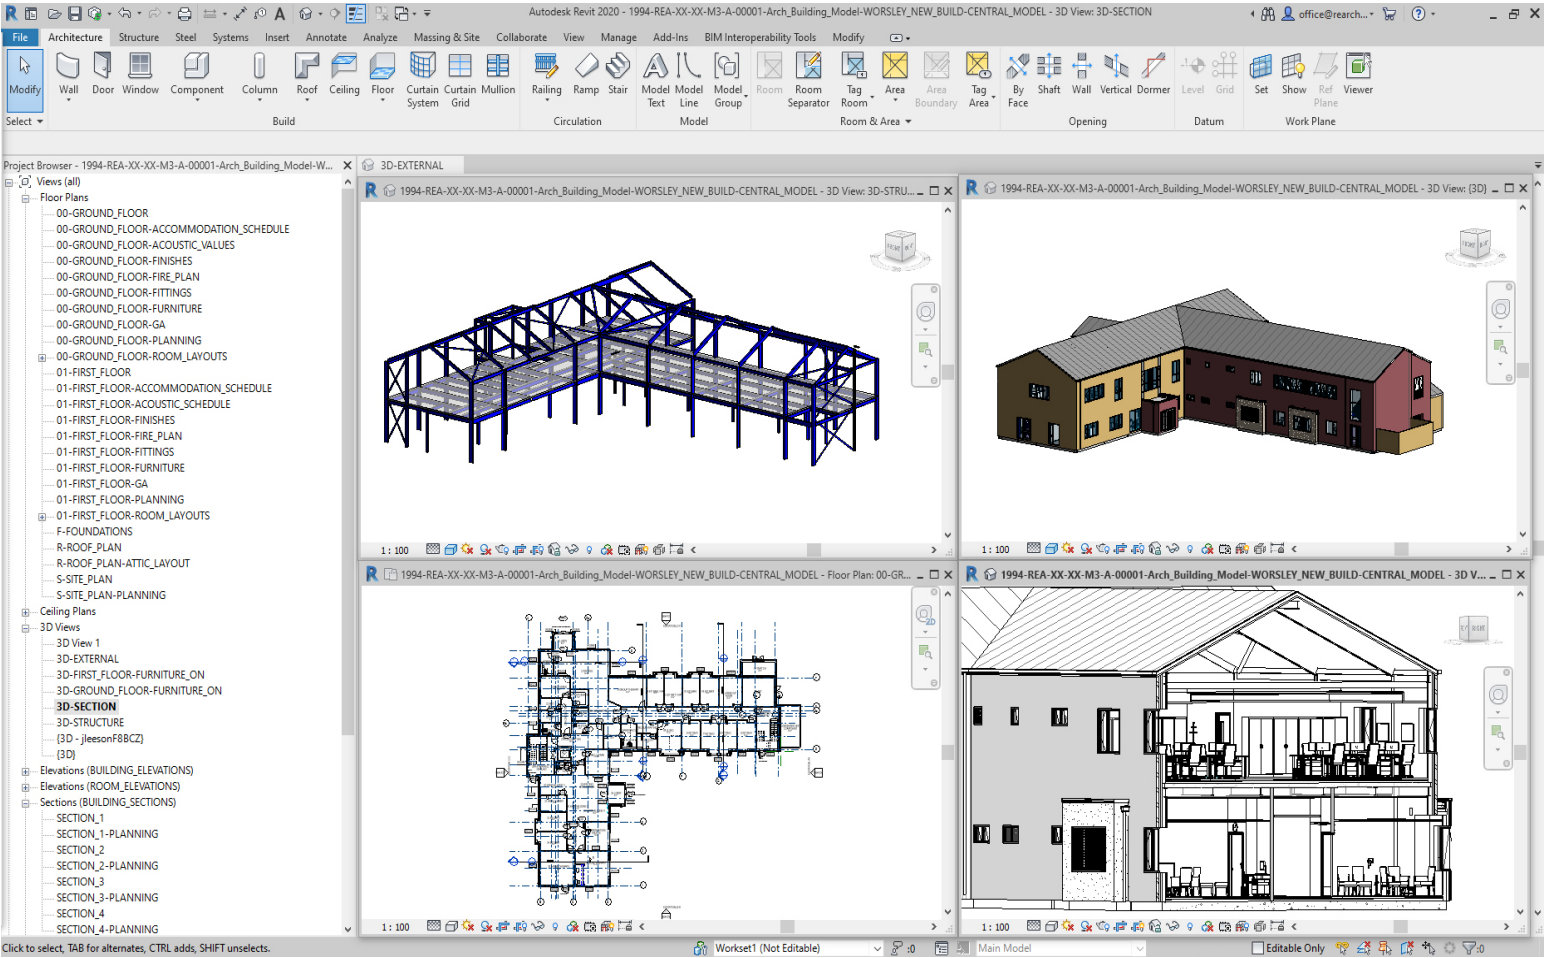 Autodesk Revit 2020 - 1994-REA-XX-XX-M3-A-00001-Arch_Building_Model-WORSLEY_NEW_BUILD-CENTRAL_MODEL - 3D View: 3D-SECTION
office@rearch...
File Architecture Structure Steel Systems Insert Annotate Analyze Massing & Site Collaborate View Manage Add-Ins BIM Interoperability Tools Modify
Modify Wall Door Window Component Column Roof Ceiling Floor Curtain System Curtain Grid Mullion Railing Ramp Stair Model Text Model Line Model Group Room Room Separator Tag Room Area Area Boundary Tag Area By Face Shaft Wall Vertical Dormer Level Grid Set Show Ref Plane Viewer
Select Build Circulation Model Room & Area Opening Datum Work Plane
Project Browser - 1994-REA-XX-XX-M3-A-00001-Arch_Building_Model-W...
Views (all)
Floor Plans
00-GROUND_FLOOR
00-GROUND_FLOOR-ACCOMMODATION_SCHEDULE
00-GROUND_FLOOR-ACOUSTIC_VALUES
00-GROUND_FLOOR-FINISHES
00-GROUND_FLOOR-FIRE_PLAN
00-GROUND_FLOOR-FITTINGS
00-GROUND_FLOOR-FURNITURE
00-GROUND_FLOOR-GA
00-GROUND_FLOOR-PLANNING
00-GROUND_FLOOR-ROOM_LAYOUTS
01-FIRST_FLOOR
01-FIRST_FLOOR-ACCOMMODATION_SCHEDULE
01-FIRST_FLOOR-ACOUSTIC_SCHEDULE
01-FIRST_FLOOR-FINISHES
01-FIRST_FLOOR-FIRE_PLAN
01-FIRST_FLOOR-FITTINGS
01-FIRST_FLOOR-FURNITURE
01-FIRST_FLOOR-GA
01-FIRST_FLOOR-PLANNING
01-FIRST_FLOOR-ROOM_LAYOUTS
F-FOUNDATIONS
R-ROOF_PLAN
R-ROOF_PLAN-ATTIC_LAYOUT
S-SITE_PLAN
S-SITE_PLAN-PLANNING
Ceiling Plans
3D Views
3D View 1
3D-EXTERNAL
3D-FIRST_FLOOR-FURNITURE_ON
3D-GROUND_FLOOR-FURNITURE_ON
3D-SECTION
3D-STRUCTURE
{3D - jleesonF8BCZ}
{3D}
Elevations (BUILDING_ELEVATIONS)
Elevations (ROOM_ELEVATIONS)
Sections (BUILDING_SECTIONS)
SECTION_1
SECTION_1-PLANNING
SECTION_2
SECTION_2-PLANNING
SECTION_3
SECTION_3-PLANNING
SECTION_4
SECTION_4-PLANNING
3D-EXTERNAL
1994-REA-XX-XX-M3-A-00001-Arch_Building_Model-WORSLEY_NEW_BUILD-CENTRAL_MODEL - 3D View: 3D-STRU...
1 : 100
1994-REA-XX-XX-M3-A-00001-Arch_Building_Model-WORSLEY_NEW_BUILD-CENTRAL_MODEL - 3D View: {3D}
1 : 100
1994-REA-XX-XX-M3-A-00001-Arch_Building_Model-WORSLEY_NEW_BUILD-CENTRAL_MODEL - Floor Plan: 00-GR...
2D
1 : 100
1994-REA-XX-XX-M3-A-00001-Arch_Building_Model-WORSLEY_NEW_BUILD-CENTRAL_MODEL - 3D V...
RIGHT
1 : 100
Click to select, TAB for alternates, CTRL adds, SHIFT unselects.
Workset1 (Not Editable)
:0
Main Model
Editable Only
:0